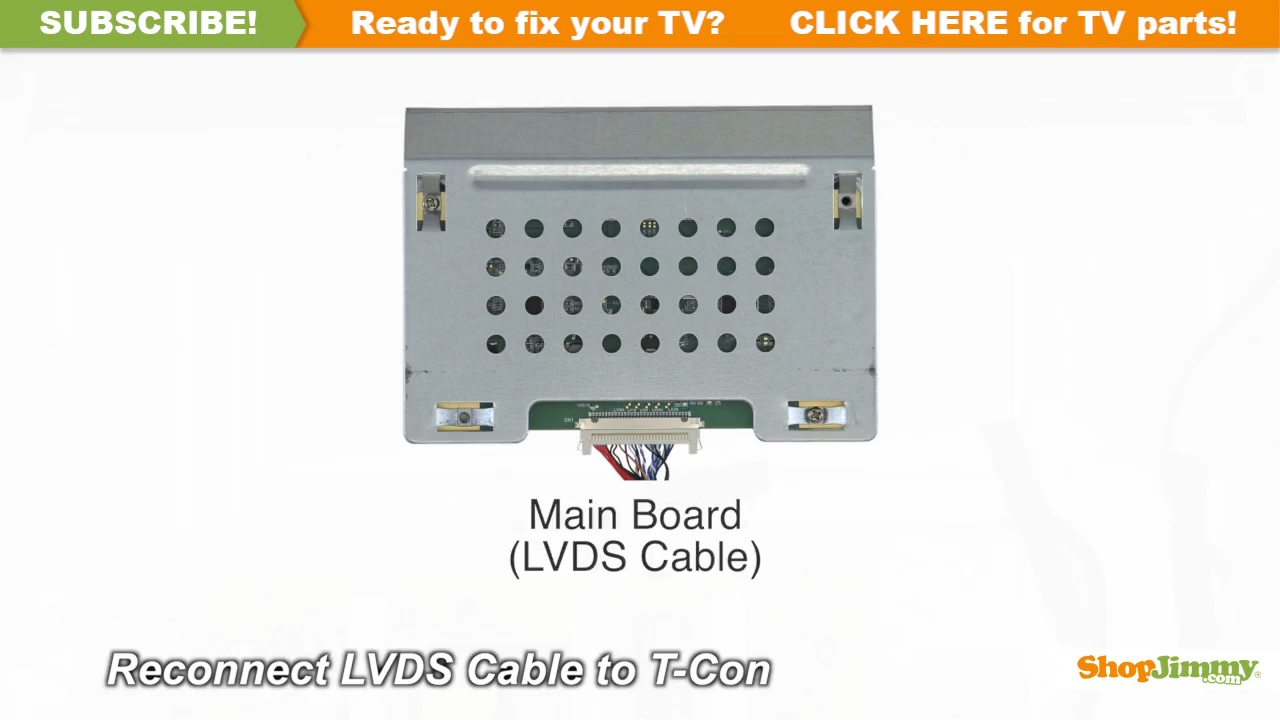 SUBSCRIBE! Ready to fix your TV? CLICK HERE for TV parts!
CN1
Main Board
(LVDS Cable)
Reconnect LVDS Cable to T-Con
ShopJimmy.com®